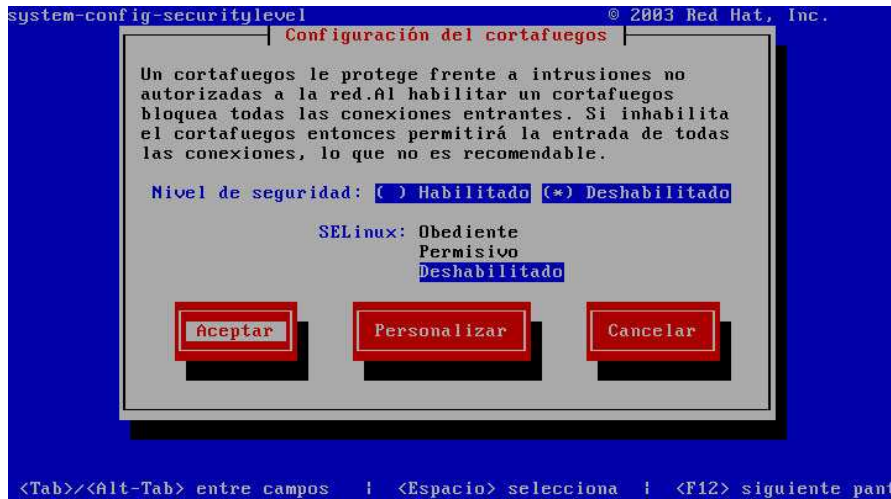 system-config-securitylevel © 2003 Red Hat, Inc.
Configuración del cortafuegos
Un cortafuegos le protege frente a intrusiones no
autorizadas a la red.Al habilitar un cortafuegos
bloquea todas las conexiones entrantes. Si inhabilita
el cortafuegos entonces permitirá la entrada de todas
las conexiones, lo que no es recomendable.
Nivel de seguridad: ( ) Habilitado (*) Deshabilitado
SELinux: Obediente
Permisivo
Deshabilitado
Aceptar Personalizar Cancelar
<Tab>/<Alt-Tab> entre campos | <Espacio> selecciona | <F12> siguiente pan